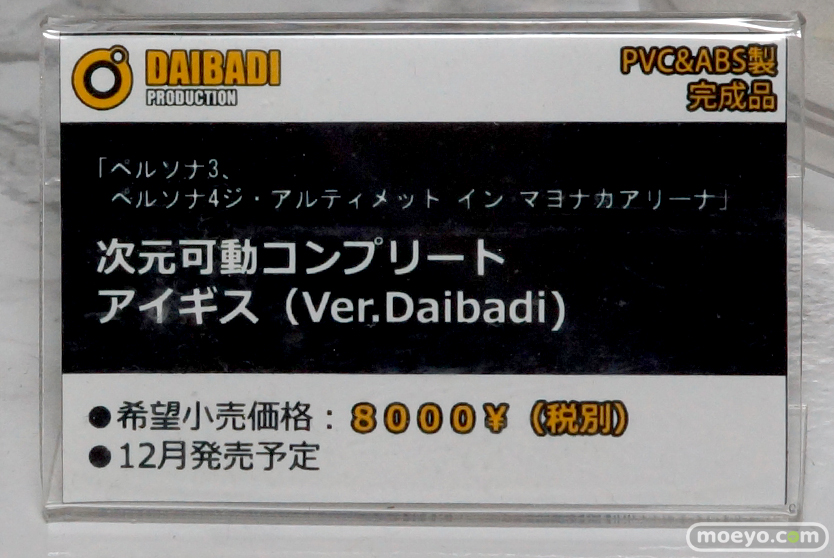 DAIBADI
PRODUCTION
PVC&ABS製
完成品
「ペルソナ3、
ペルソナ4ジ・アルティメット イン マヨナカアリーナ」
次元可動コンプリート
アイギス（Ver.Daibadi)
●希望小売価格：８０００￥（税別）
●12月発売予定
moeyo.com